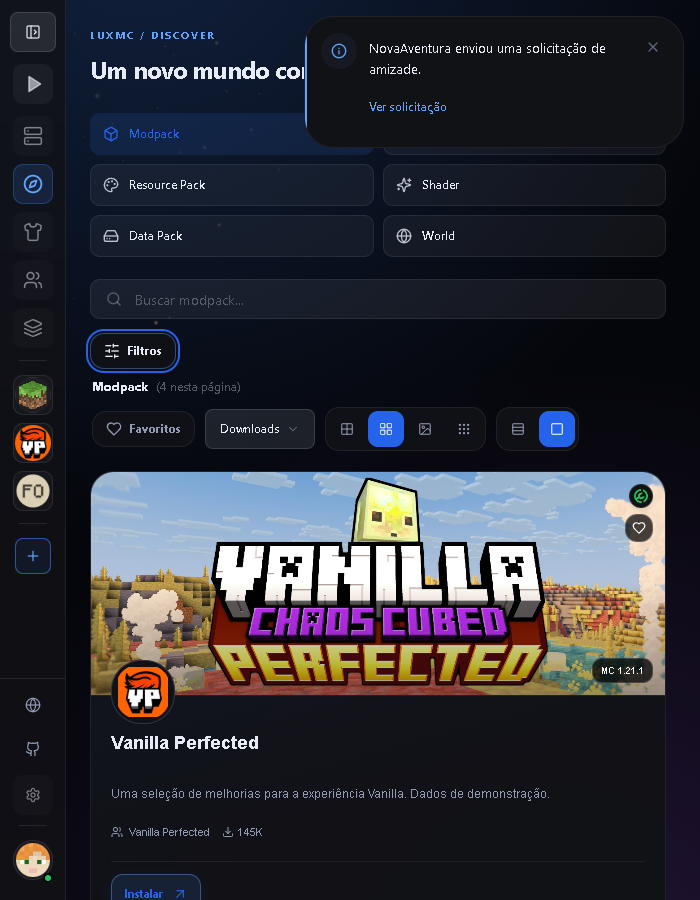 LUXMC / DISCOVER
Um novo mundo
NovaAventura enviou uma solicitação de
amizade.
Ver solicitação
Modpack
Resource Pack
Shader
Data Pack
World
Buscar modpack...
Filtros
Modpack (4 nesta página)
Favoritos
Downloads
VP
FO
VANILLA
CHAOS CUBED
PERFECTED
MC 1.21.1
VP
Vanilla Perfected
Uma seleção de melhorias para a experiência Vanilla. Dados de demonstração.
Vanilla Perfected 145K
Instalar